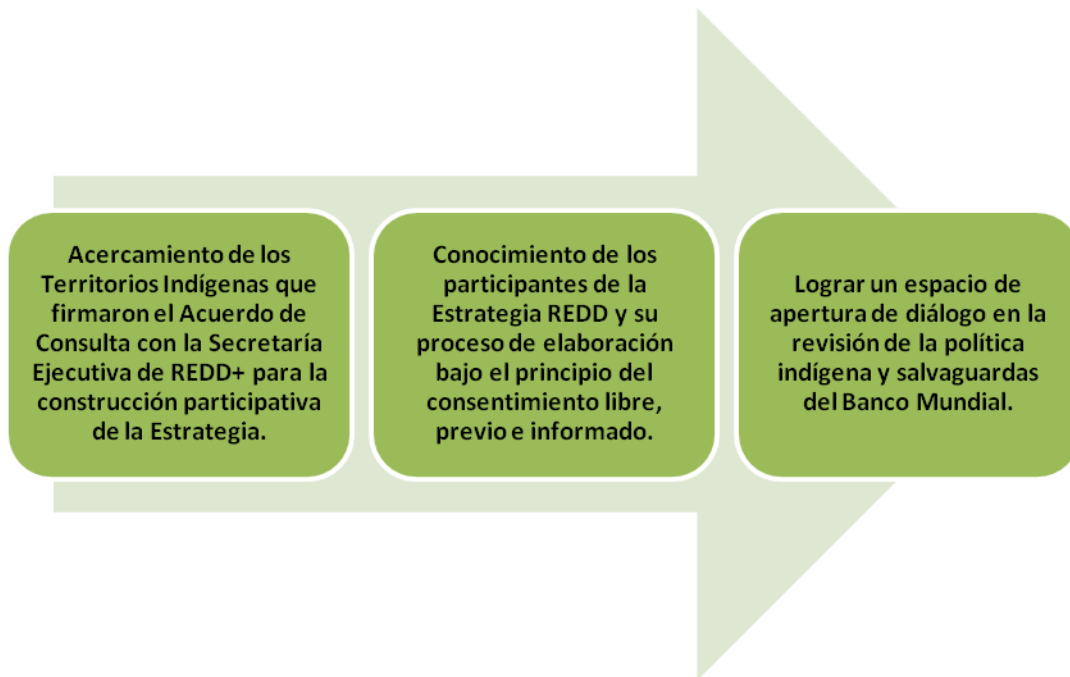 Acercamiento de los
Territorios Indígenas que
firmaron el Acuerdo de
Consulta con la Secretaría
Ejecutiva de REDD+ para la
construcción participativa
de la Estrategia.
Conocimiento de los
participantes de la
Estrategia REDD y su
proceso de elaboración
bajo el principio del
consentimiento libre,
previo e informado.
Lograr un espacio de
apertura de diálogo en la
revisión de la política
indígena y salvaguardas
del Banco Mundial.